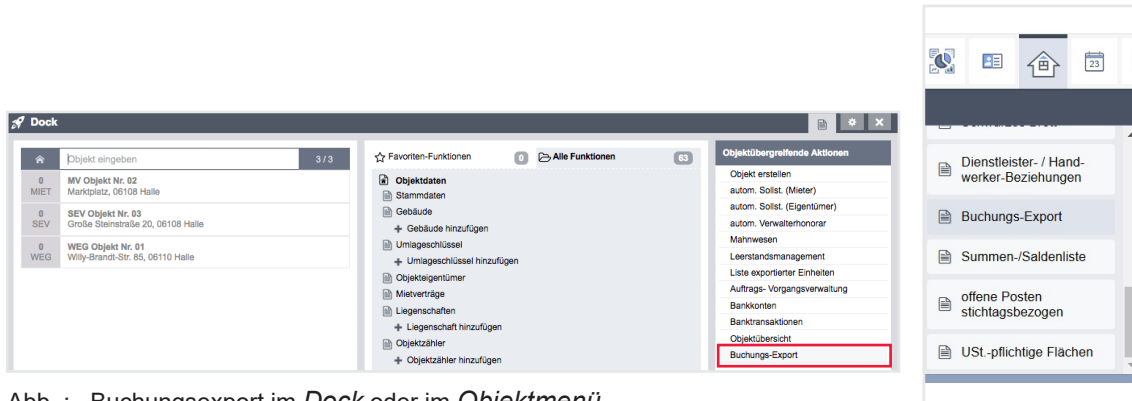 Dock
Objekt eingeben
3 / 3
0
MIET
MV Objekt Nr. 02
Marktplatz, 06108 Halle
0
SEV
SEV Objekt Nr. 03
Große Steinstraße 20, 06108 Halle
0
WEG
WEG Objekt Nr. 01
Willy-Brandt-Str. 85, 06110 Halle
Favoriten-Funktionen
0
Alle Funktionen
63
Objektdaten
Stammdaten
Gebäude
+ Gebäude hinzufügen
Umlageschlüssel
+ Umlageschlüssel hinzufügen
Objekteigentümer
Mietverträge
Liegenschaften
+ Liegenschaft hinzufügen
Objektzähler
+ Objektzähler hinzufügen
Objektübergreifende Aktionen
Objekt erstellen
autom. Sollst. (Mieter)
autom. Sollst. (Eigentümer)
autom. Verwalterhonorar
Mahnwesen
Leerstandsmanagement
Liste exportierter Einheiten
Auftrags- Vorgangsverwaltung
Bankkonten
Banktransaktionen
Objektübersicht
Buchungs-Export
23
Dienstleister- / Hand-
werker-Beziehungen
Buchungs-Export
Summen-/Saldenliste
offene Posten
stichtagsbezogen
USt.-pflichtige Flächen
Abb. : Buchungsexport im Dock oder im Objektmenü